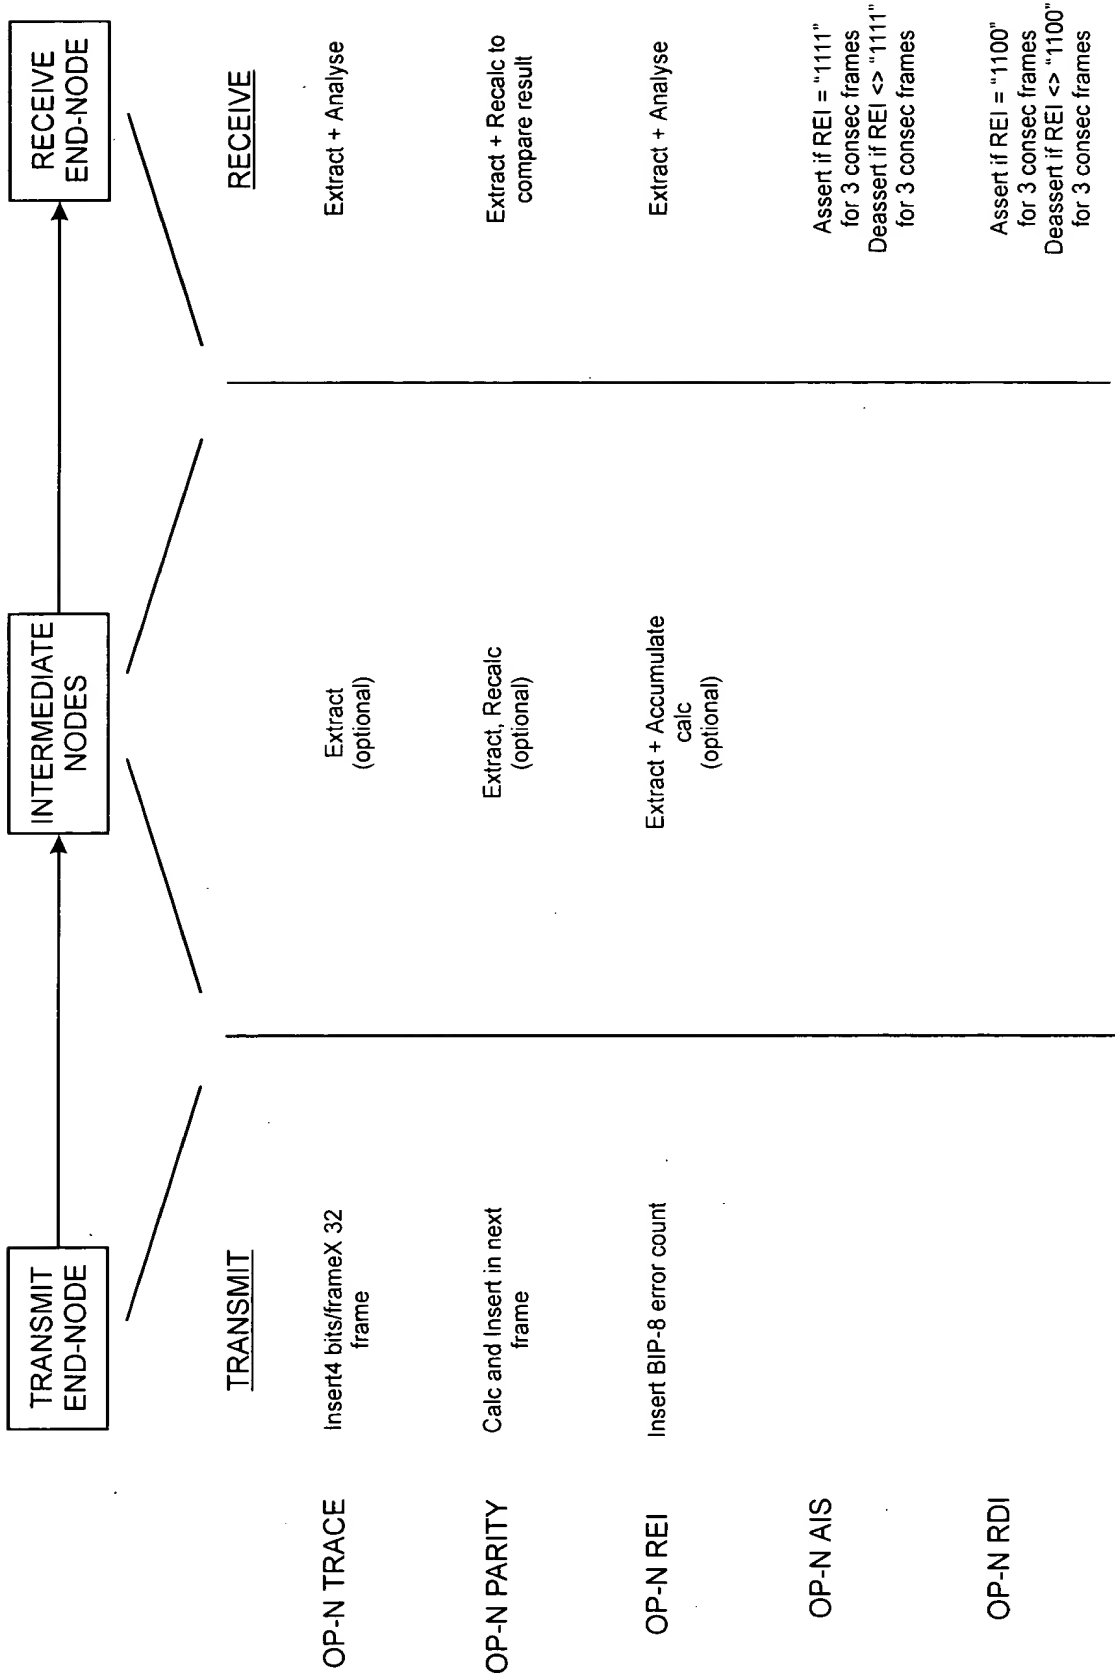 TRANSMIT
END-NODE
INTERMEDIATE
NODES
RECEIVE
END-NODE
TRANSMIT
RECEIVE
OP-N TRACE
Insert4 bits/frameX 32
frame
Extract
(optional)
Extract + Analyse
OP-N PARITY
Calc and Insert in next
frame
Extract, Recalc
(optional)
Extract + Recalc to
compare result
OP-N REI
Insert BIP-8 error count
Extract + Accumulate
calc
(optional)
Extract + Analyse
OP-N AIS
Assert if REI = "1111"
for 3 consec frames
Deassert if REI <> "1111"
for 3 consec frames
OP-N RDI
Assert if REI = "1100"
for 3 consec frames
Deassert if REI <> "1100"
for 3 consec frames